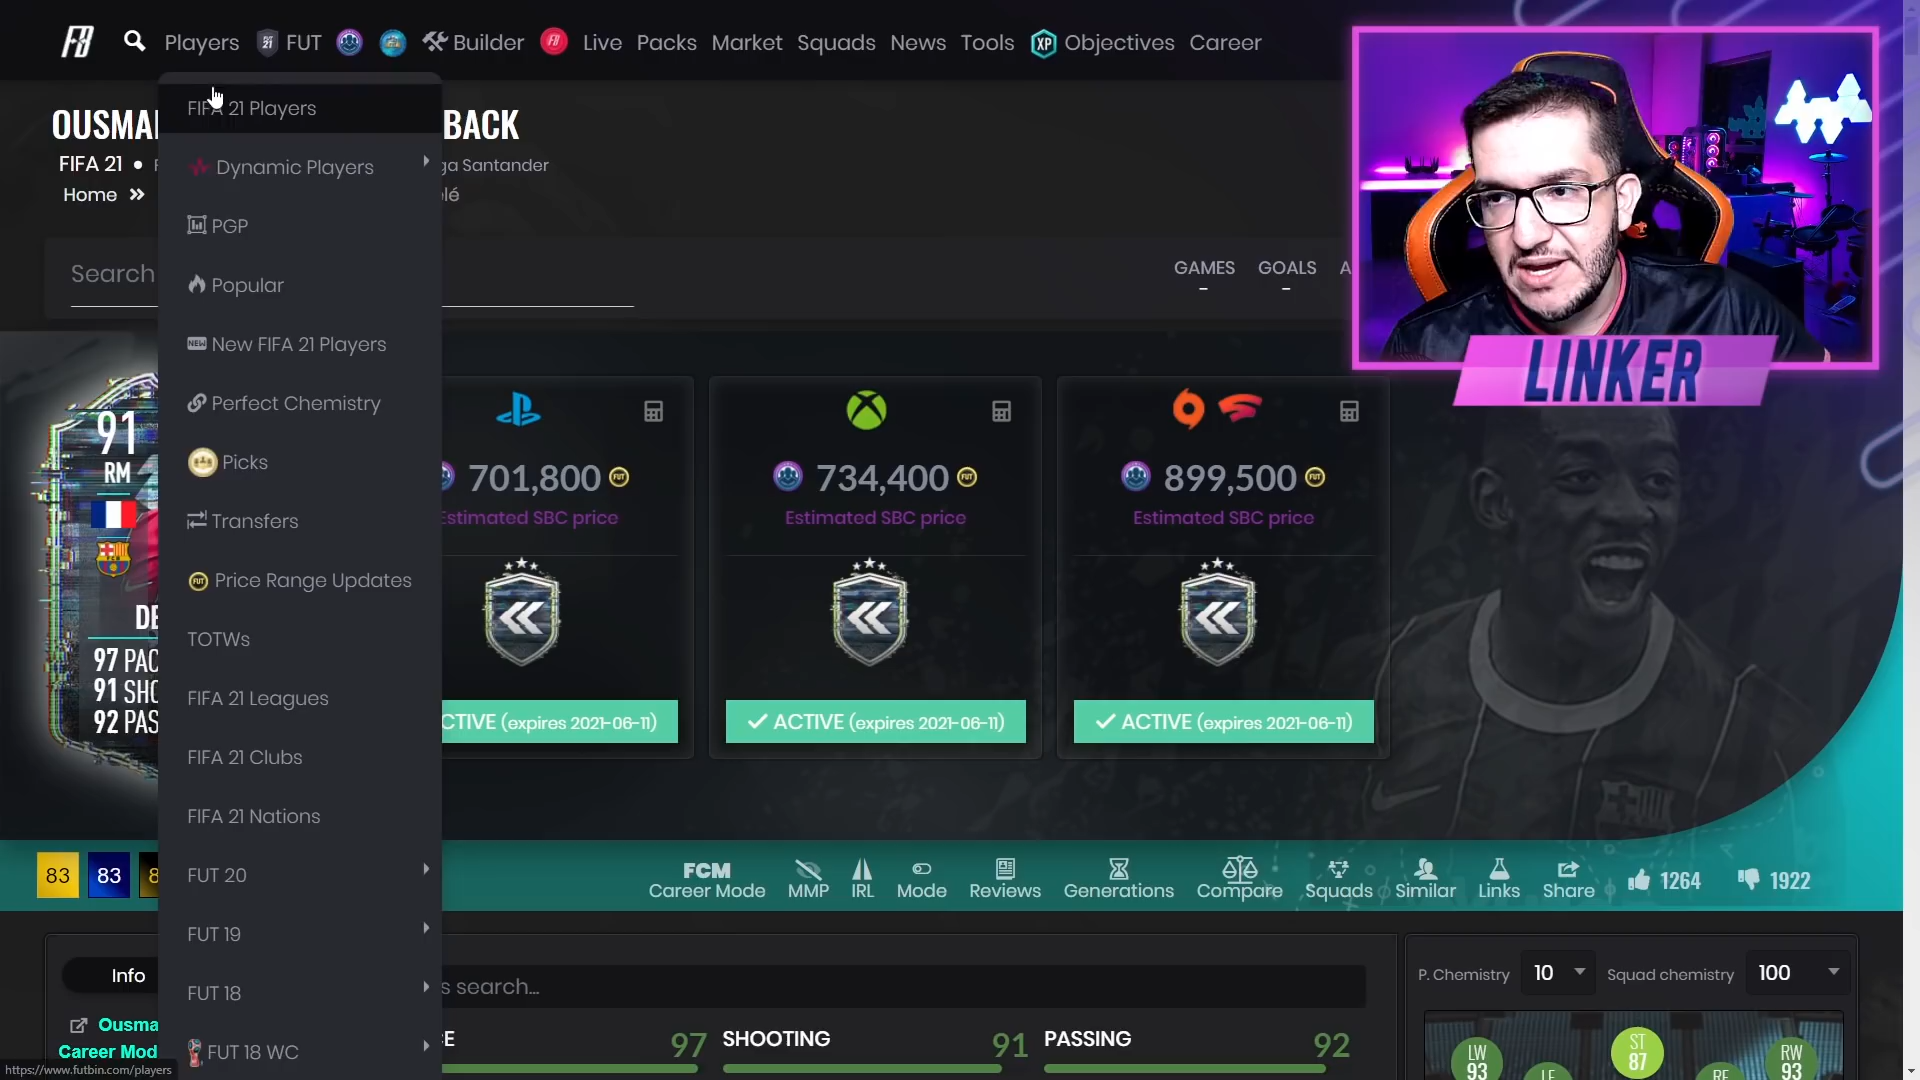 Players
21 FUT
Builder
Live
Packs
Market
Squads
News
Tools
XP Objectives
Career
FIFA 21 Players
Dynamic Players
PGP
Popular
NEW New FIFA 21 Players
Perfect Chemistry
Picks
Transfers
FUT Price Range Updates
TOTWs
FIFA 21 Leagues
FIFA 21 Clubs
FIFA 21 Nations
FUT 20
FUT 19
FUT 18
FUT 18 WC
BACK
FIFA 21 •
ga Santander
Home »
Search
GAMES
-
GOALS
-
A
LINKER
91
RM
97 PAC
91 SHO
92 PAS
701,800
Estimated SBC price
CTIVE (expires 2021-06-11)
734,400
Estimated SBC price
ACTIVE (expires 2021-06-11)
899,500
Estimated SBC price
ACTIVE (expires 2021-06-11)
83
83
8
FCM
Career Mode
MMP
IRL
Mode
Reviews
Generations
Compare
Squads
Similar
Links
Share
1264
1922
Info
s search...
P. Chemistry
10
Squad chemistry
100
Ousma
Career Mod
CE
97
SHOOTING
91
PASSING
92
LW
93
ST
87
RW
93
https://www.futbin.com/players